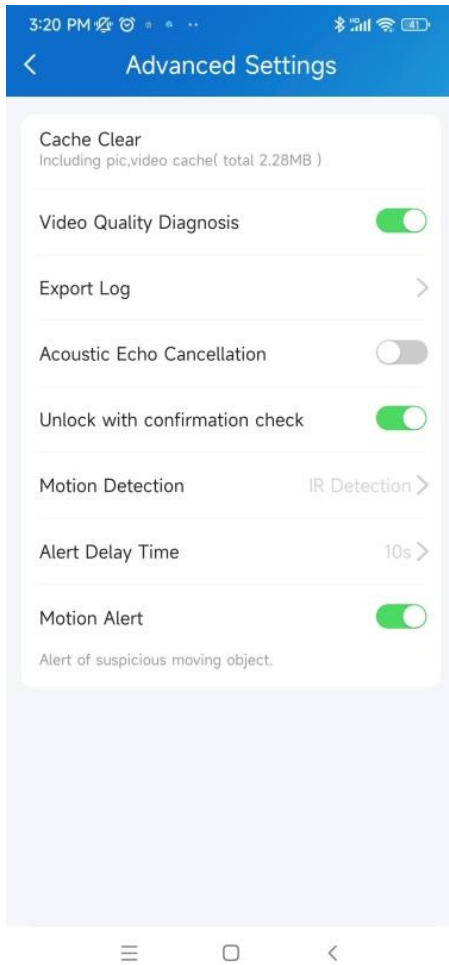 3:20 PM
41
Advanced Settings
Cache Clear
Including pic,video cache( total 2.28MB )
Video Quality Diagnosis
Export Log
Acoustic Echo Cancellation
Unlock with confirmation check
Motion Detection
IR Detection
Alert Delay Time
10s
Motion Alert
Alert of suspicious moving object.